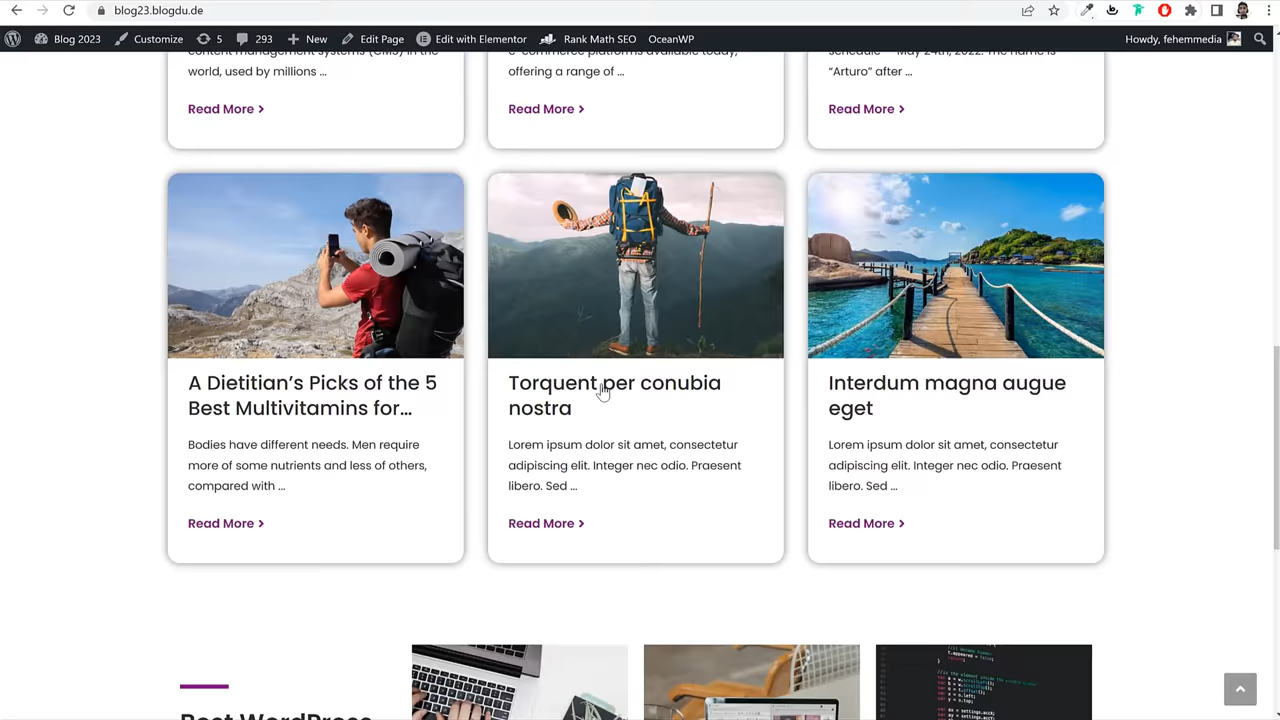 blog23.blogdu.de
Blog 2023 Customize 5 293 New Edit Page Edit with Elementor Rank Math SEO OceanWP Howdy, fehemmedia
content management systems (CMS) in the
world, used by millions ...
Read More
e-commerce platforms available today,
offering a range of ...
Read More
schedule – May 24th, 2022. The name is
“Arturo” after ...
Read More
A Dietitian’s Picks of the 5
Best Multivitamins for...
Bodies have different needs. Men require
more of some nutrients and less of others,
compared with ...
Read More
Torquent per conubia
nostra
Lorem ipsum dolor sit amet, consectetur
adipiscing elit. Integer nec odio. Praesent
libero. Sed ...
Read More
Interdum magna augue
eget
Lorem ipsum dolor sit amet, consectetur
adipiscing elit. Integer nec odio. Praesent
libero. Sed ...
Read More
Best WordPress